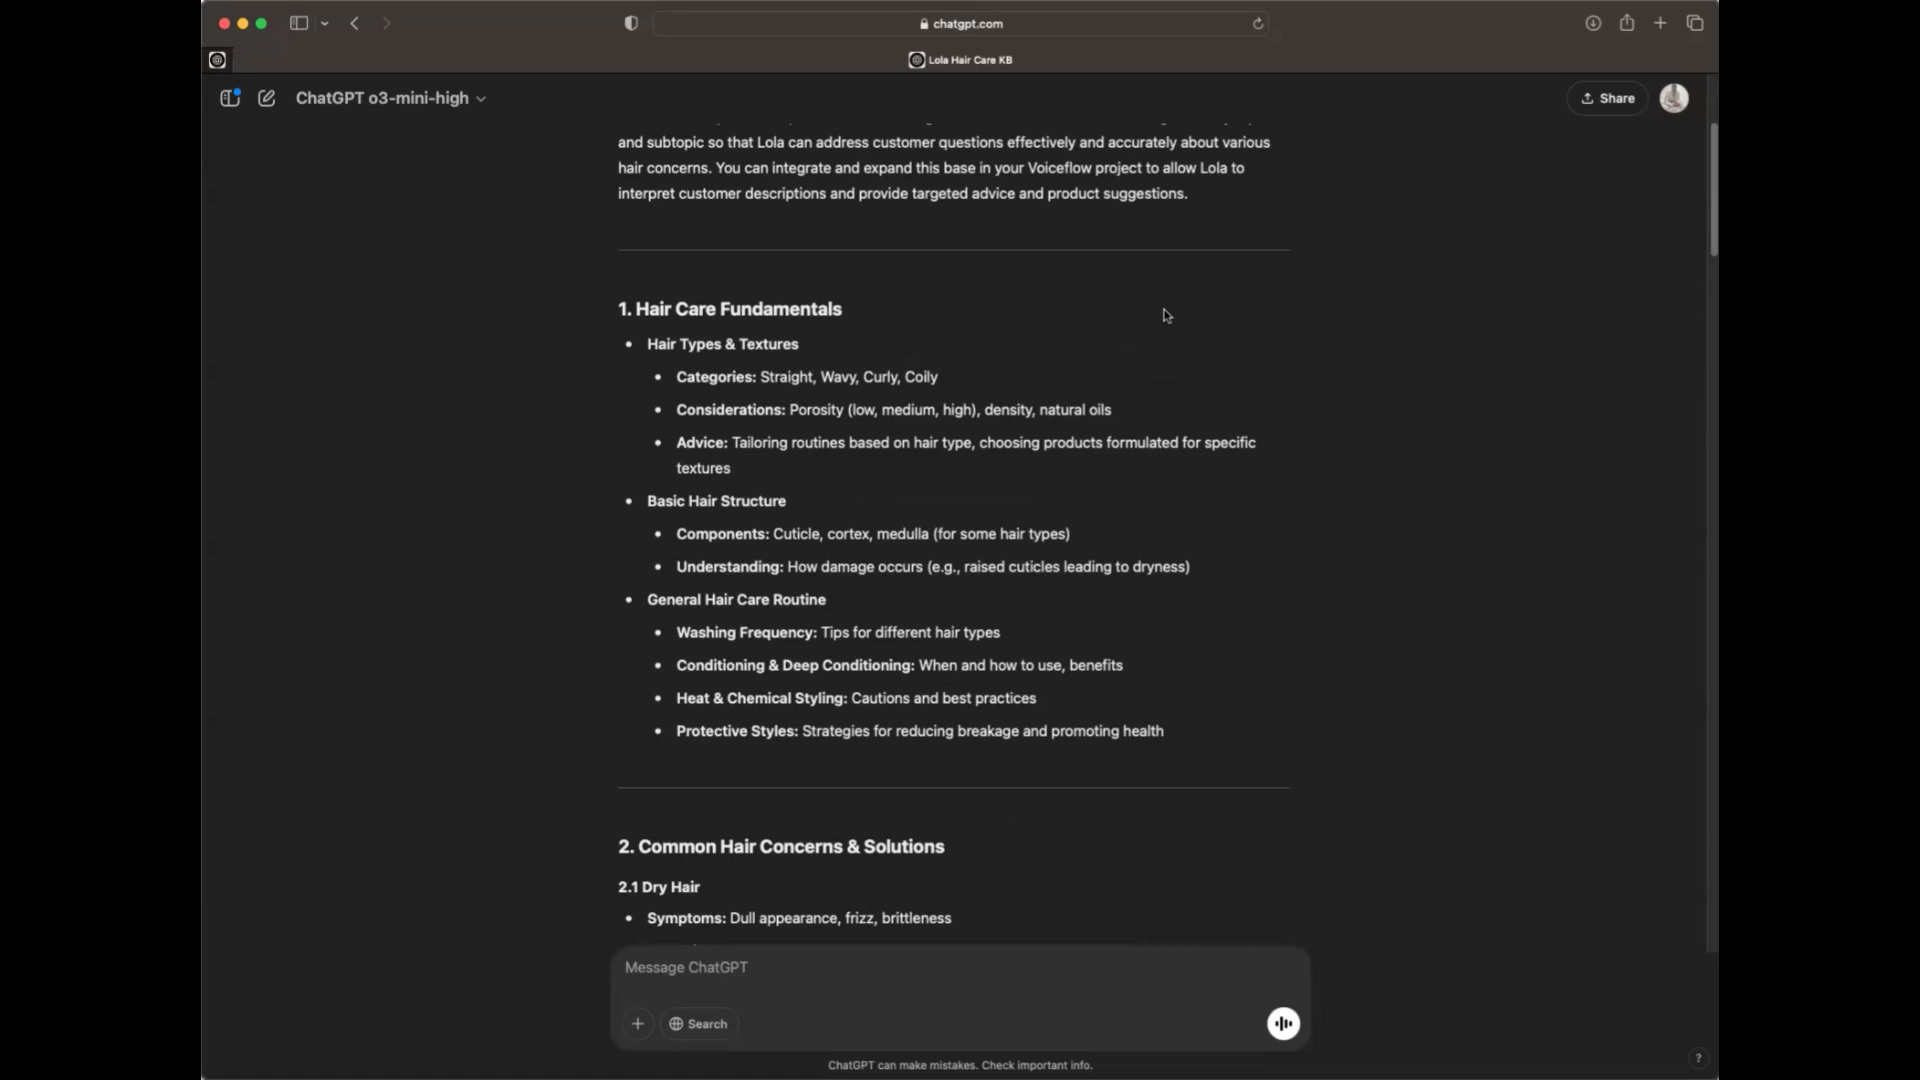 chatgpt.com
Lola Hair Care KB
ChatGPT o3-mini-high
Share
and subtopic so that Lola can address customer questions effectively and accurately about various
hair concerns. You can integrate and expand this base in your Voiceflow project to allow Lola to
interpret customer descriptions and provide targeted advice and product suggestions.
1. Hair Care Fundamentals
• Hair Types & Textures
• Categories: Straight, Wavy, Curly, Coily
• Considerations: Porosity (low, medium, high), density, natural oils
• Advice: Tailoring routines based on hair type, choosing products formulated for specific
textures
• Basic Hair Structure
• Components: Cuticle, cortex, medulla (for some hair types)
• Understanding: How damage occurs (e.g., raised cuticles leading to dryness)
• General Hair Care Routine
• Washing Frequency: Tips for different hair types
• Conditioning & Deep Conditioning: When and how to use, benefits
• Heat & Chemical Styling: Cautions and best practices
• Protective Styles: Strategies for reducing breakage and promoting health
2. Common Hair Concerns & Solutions
2.1 Dry Hair
• Symptoms: Dull appearance, frizz, brittleness
Message ChatGPT
Search
ChatGPT can make mistakes. Check important info.
?